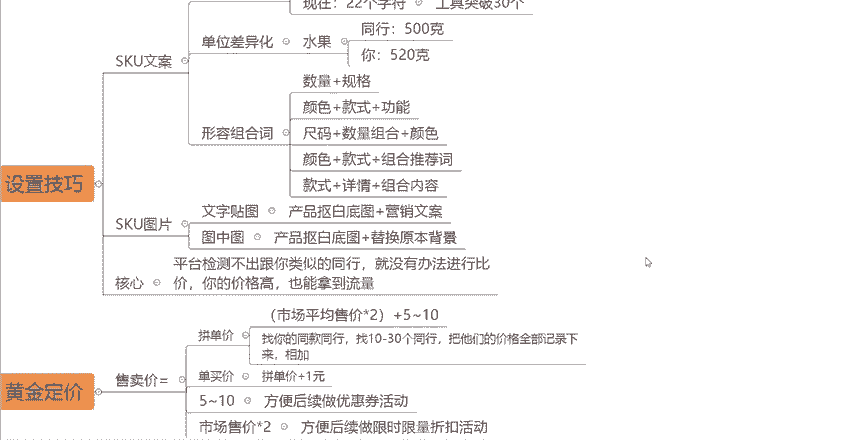 现在：22个字符 工具突破30个
SKU文案
单位差异化 水果
同行：500克
你：520克
形容组合词
数量+规格
颜色+款式+功能
尺码+数量组合+颜色
颜色+款式+组合推荐词
款式+详情+组合内容
设置技巧
SKU图片
文字贴图 产品抠白底图+营销文案
图中图 产品抠白底图+替换原本背景
核心
平台检测不出跟你类似的同行，就没有办法进行比
价，你的价格高，也能拿到流量
黄金定价
售卖价=
拼单价
（市场平均售价*2）+5~10
找你的同款同行，找10-30个同行，把他们的价格全部记录下
来，相加
单买价 拼单价+1元
5~10 方便后续做优惠券活动
市场售价*2 方便后续做限时限量折扣活动